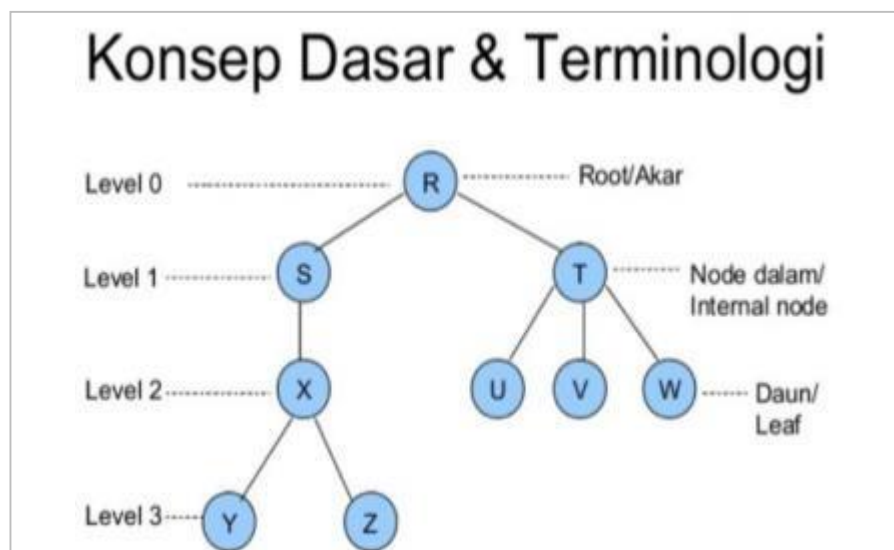 Konsep Dasar & Terminologi
Level 0
R
Root/Akar
Level 1
S
T
Node dalam/
Internal node
Level 2
X
U
V
W
Daun/
Leaf
Level 3
Y
Z